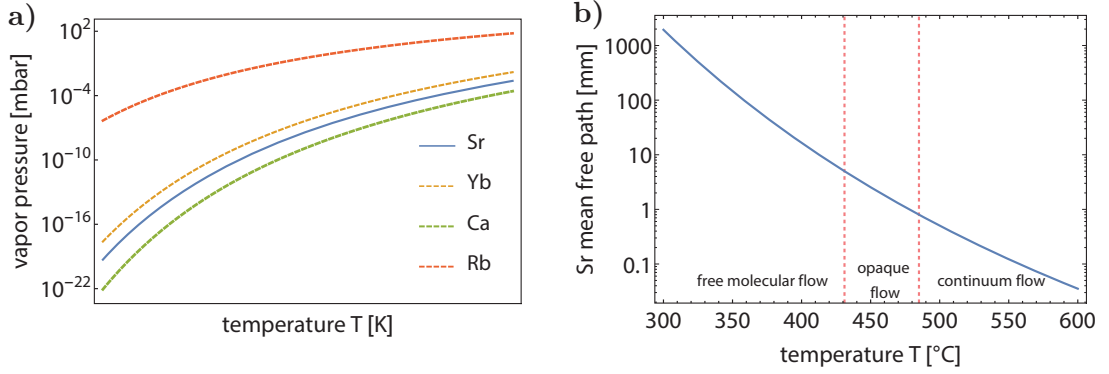 a)
vapor pressure [mbar]
10²
10⁻⁴
10⁻¹⁰
10⁻¹⁶
10⁻²²
Sr
Yb
Ca
Rb
temperature T [K]
b)
Sr mean free path [mm]
1000
100
10
1
0.1
free molecular flow
opaque
flow
continuum flow
300 350 400 450 500 550 600
temperature T [°C]